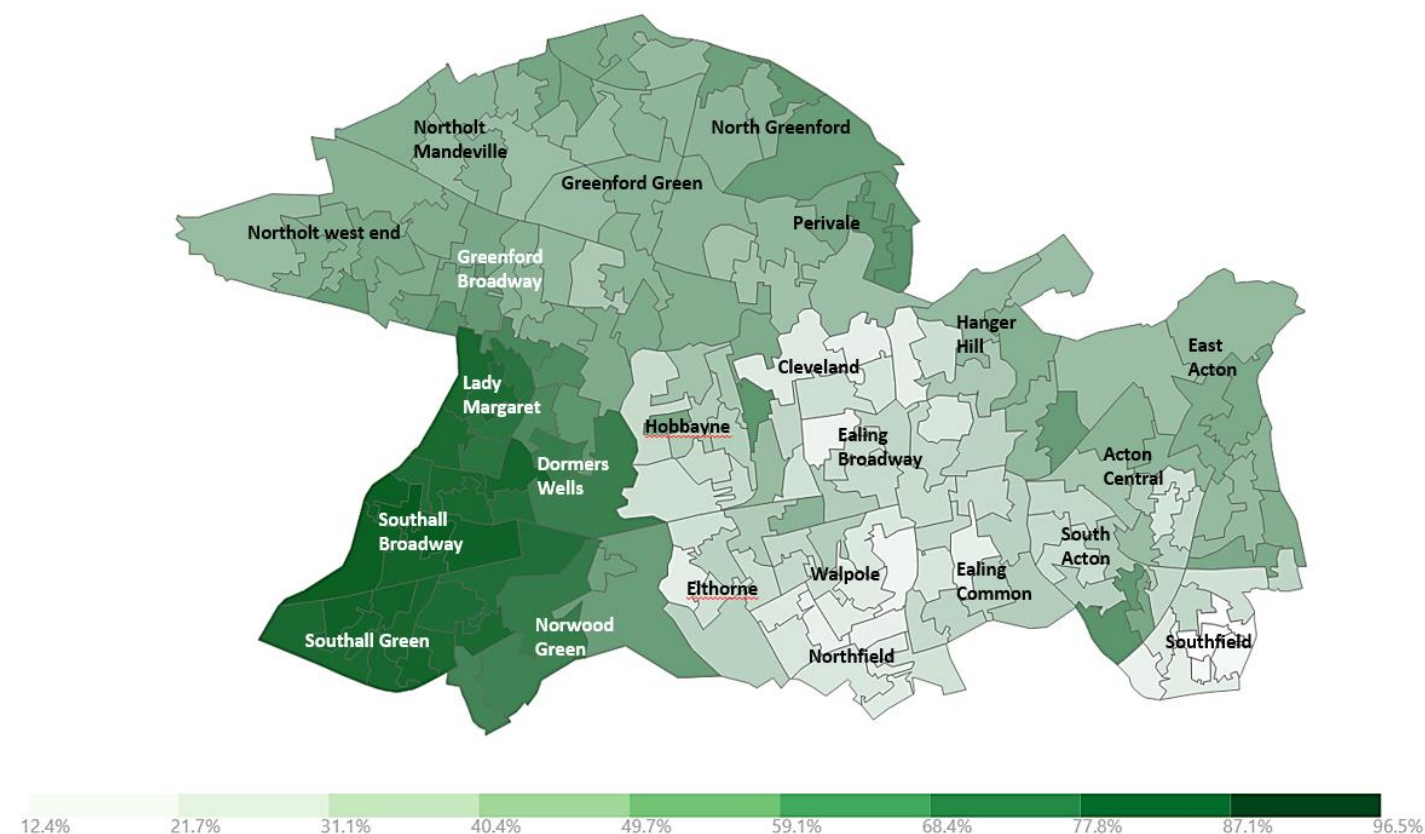 Northolt
Mandeville
North Greenford
Greenford Green
Perivale
Northolt west end
Greenford
Broadway
Hanger
Hill
East
Acton
Cleveland
Lady
Margaret
Hobbayne
Ealing
Broadway
Acton
Central
Dormers
Wells
Southall
Broadway
South
Acton
Elthorne
Walpole
Ealing
Common
Norwood
Green
Southall Green
Northfield
Southfield
12.4% 21.7% 31.1% 40.4% 49.7% 59.1% 68.4% 77.8% 87.1% 96.5%